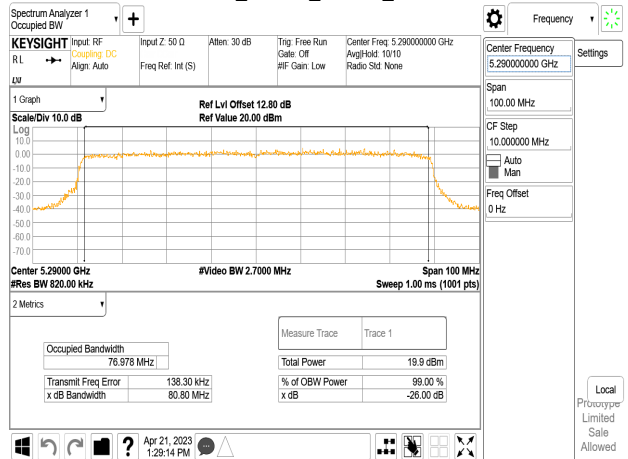 Spectrum Analyzer 1
Occupied BW
Frequency
KEYSIGHT
Input: RF
Coupling: DC
Align: Auto
Input Z: 50 Ω
Freq Ref: Int (S)
Atten: 30 dB
Trig: Free Run
Gate: Off
#IF Gain: Low
Center Freq: 5.290000000 GHz
Avg|Hold: 10/10
Radio Std: None
R L
Center Frequency
5.290000000 GHz
Settings
Span
100.00 MHz
CF Step
10.000000 MHz
Auto
Man
Freq Offset
0 Hz
1 Graph
Ref Lvl Offset 12.80 dB
Scale/Div 10.0 dB
Ref Value 20.00 dBm
Log
10.0
0.00
-10.0
-20.0
-30.0
-40.0
-50.0
-60.0
-70.0
Center 5.29000 GHz
#Video BW 2.7000 MHz
Span 100 MHz
#Res BW 820.00 kHz
Sweep 1.00 ms (1001 pts)
2 Metrics
Measure Trace
Trace 1
Occupied Bandwidth
76.978 MHz
Total Power
19.9 dBm
Transmit Freq Error
138.30 kHz
% of OBW Power
99.00 %
x dB Bandwidth
80.80 MHz
x dB
-26.00 dB
Local
Prototype
Limited
Sale
Allowed
?
Apr 21, 2023
1:29:14 PM